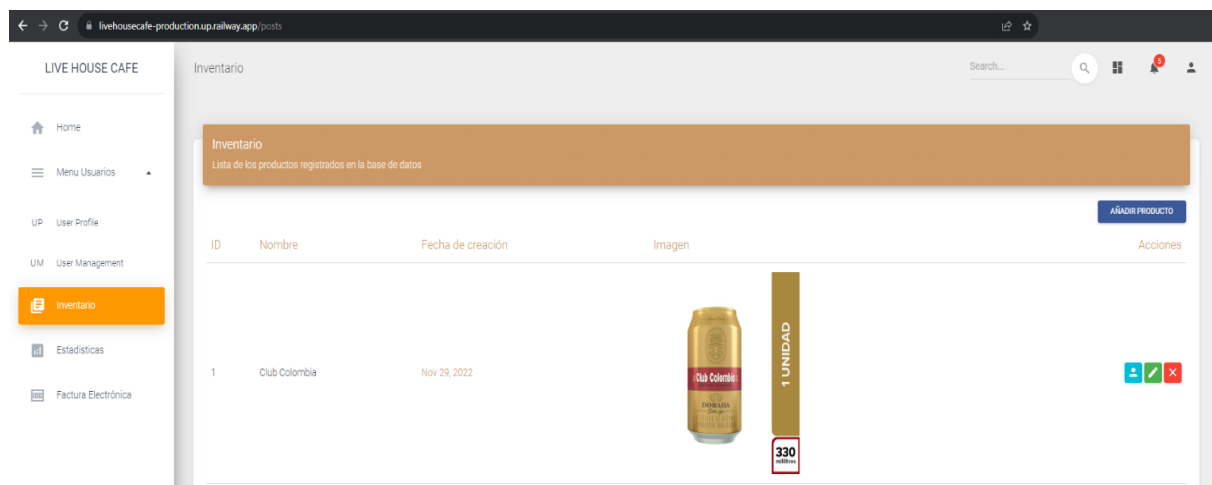 livehousecafe-production.up.railway.app/posts
LIVE HOUSE CAFE
Inventario
Search...
5
Home
Menu Usuarios
UP User Profile
UM User Management
Inventario
Estadísticas
Factura Electrónica
Inventario
Lista de los productos registrados en la base de datos
AÑADIR PRODUCTO
ID Nombre Fecha de creación Imagen Acciones
1 Club Colombia Nov 29, 2022
Club Colombia
DORADA
1 UNIDAD
330
mililitros